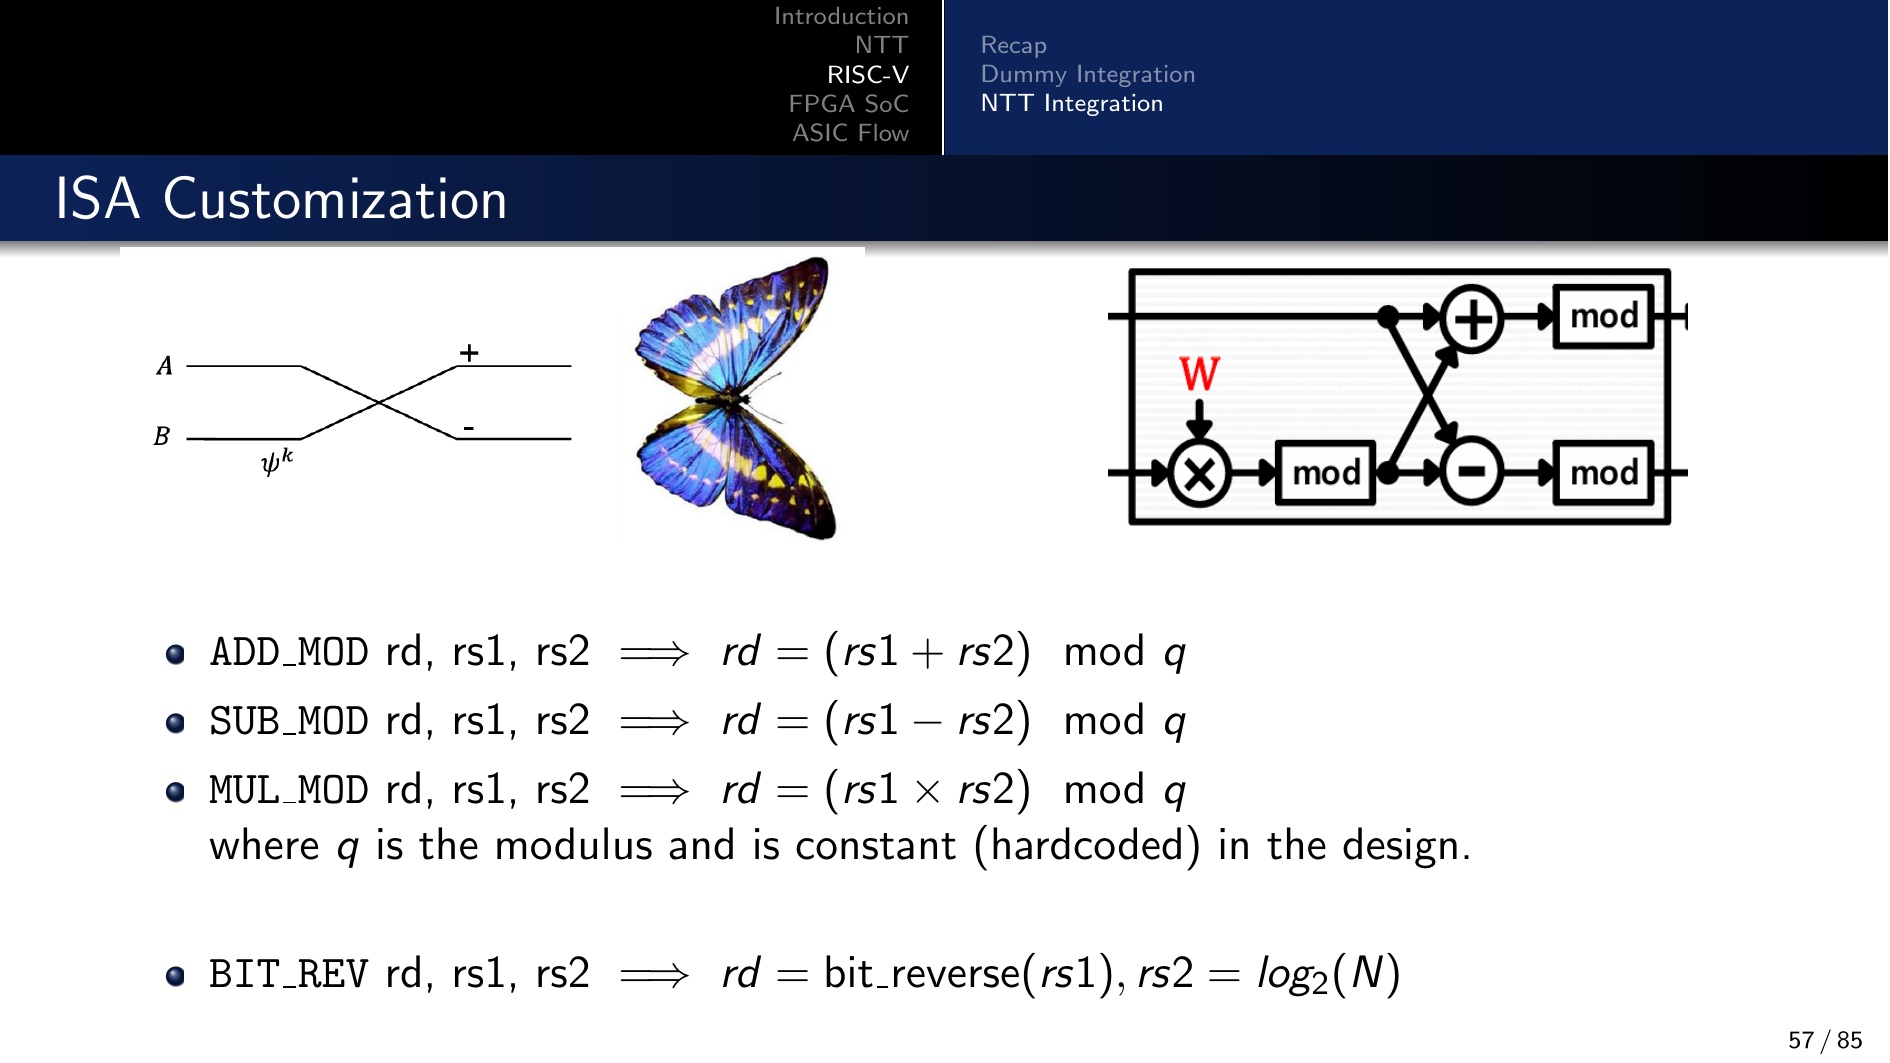 Introduction
NTT
RISC-V
FPGA SoC
ASIC Flow
Recap
Dummy Integration
NTT Integration
ISA Customization
A
+
B
-
ψ^k
W
+
mod
×
mod
-
mod
ADD_MOD rd, rs1, rs2 ⟹ rd = (rs1 + rs2) mod q
SUB_MOD rd, rs1, rs2 ⟹ rd = (rs1 − rs2) mod q
MUL_MOD rd, rs1, rs2 ⟹ rd = (rs1 × rs2) mod q
where q is the modulus and is constant (hardcoded) in the design.
BIT_REV rd, rs1, rs2 ⟹ rd = bit_reverse(rs1), rs2 = log₂(N)
57 / 85